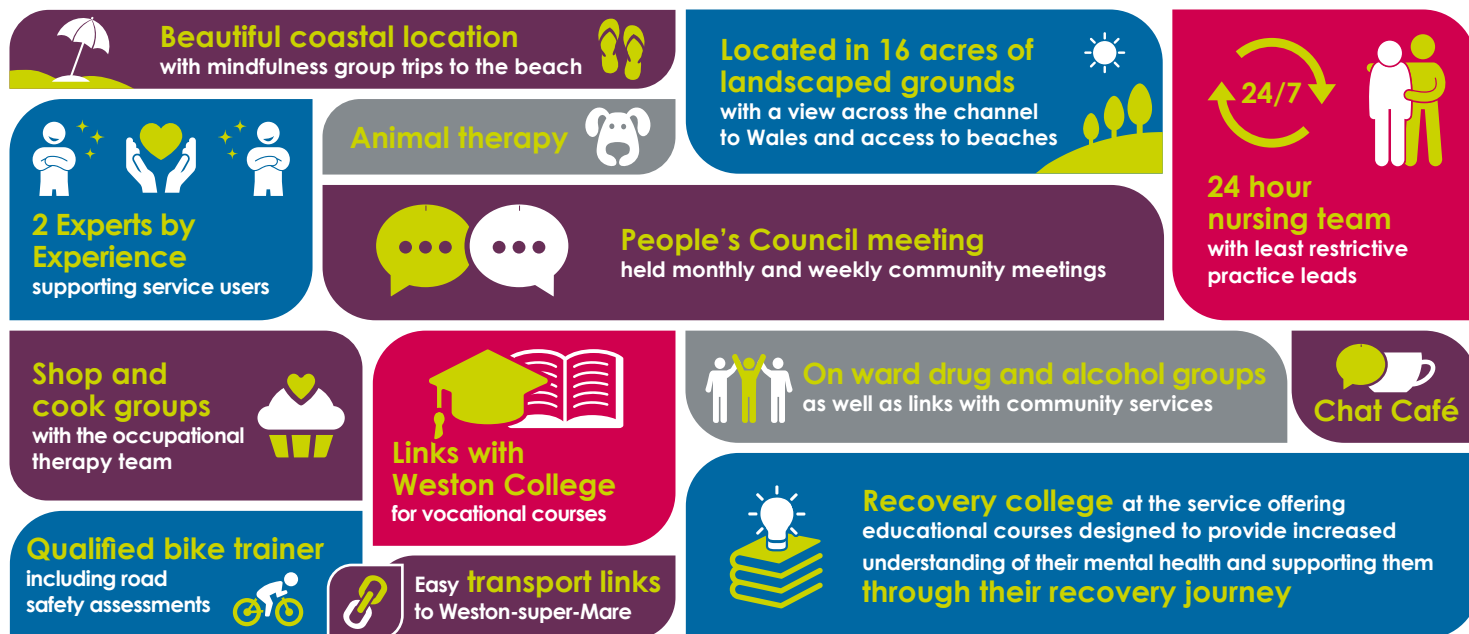 Beautiful coastal location
with mindfulness group trips to the beach
Located in 16 acres of
landscaped grounds
with a view across the channel
to Wales and access to beaches
24/7
24 hour
nursing team
with least restrictive
practice leads
2 Experts by
Experience
supporting service users
Animal therapy
People's Council meeting
held monthly and weekly community meetings
Shop and
cook groups
with the occupational
therapy team
Links with
Weston College
for vocational courses
On ward drug and alcohol groups
as well as links with community services
Chat Café
Qualified bike trainer
including road
safety assessments
Easy transport links
to Weston-super-Mare
Recovery college at the service offering
educational courses designed to provide increased
understanding of their mental health and supporting them
through their recovery journey